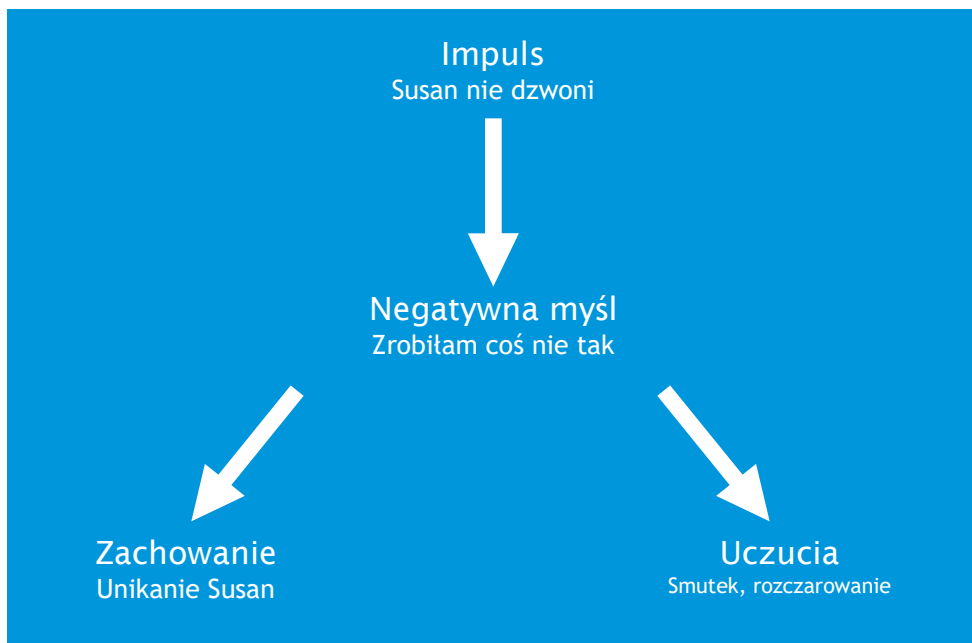 Impuls
Susan nie dzwoni
Negatywna myśl
Zrobiłam coś nie tak
Zachowanie
Unikanie Susan
Uczucia
Smutek, rozczarowanie